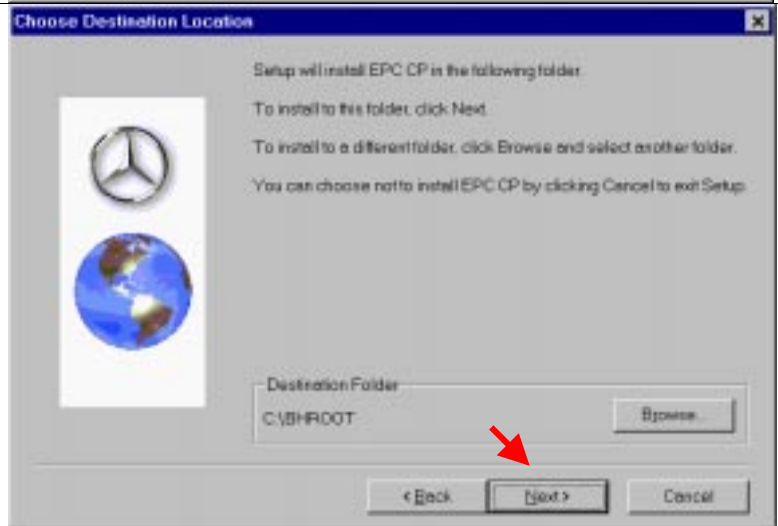 Choose Destination Location
Setup will install EPC CP in the following folder.
To install to this folder, click Next.
To install to a different folder, click Browse and select another folder.
You can choose not to install EPC CP by clicking Cancel to exit Setup.
Destination Folder
C:\BHROOT
Browse...
< Back
Next >
Cancel